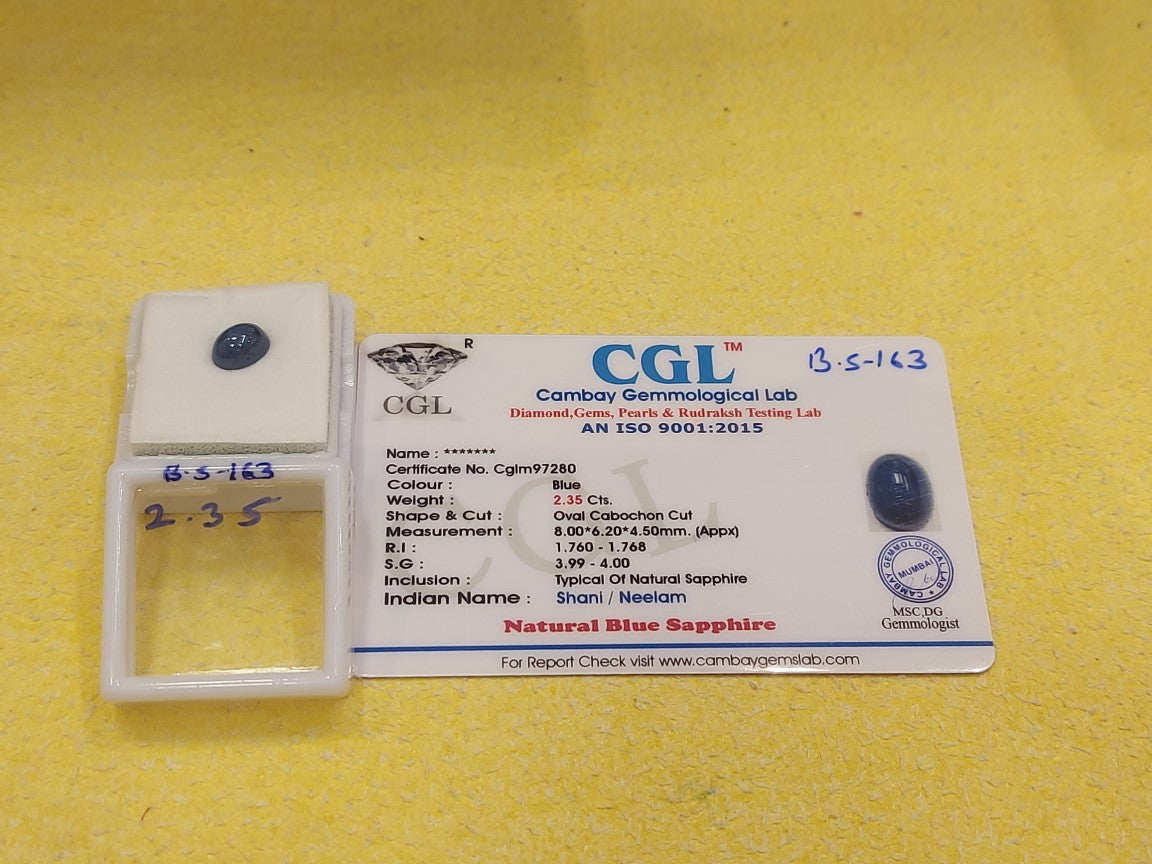 B.S-163
2.35
R
CGL
CGL™
B.S-163
Cambay Gemmological Lab
Diamond,Gems, Pearls & Rudraksh Testing Lab
AN ISO 9001:2015
Name : *******
Certificate No. Cglm97280
Colour : Blue
Weight : 2.35 Cts.
Shape & Cut : Oval Cabochon Cut
Measurement : 8.00*6.20*4.50mm. (Appx)
R.I : 1.760 - 1.768
S.G : 3.99 - 4.00
Inclusion : Typical Of Natural Sapphire
Indian Name : Shani / Neelam
Natural Blue Sapphire
CAMBAY GEMMOLOGICAL LAB
MUMBAI
MSC,DG
Gemmologist
For Report Check visit www.cambaygemslab.com
CGL